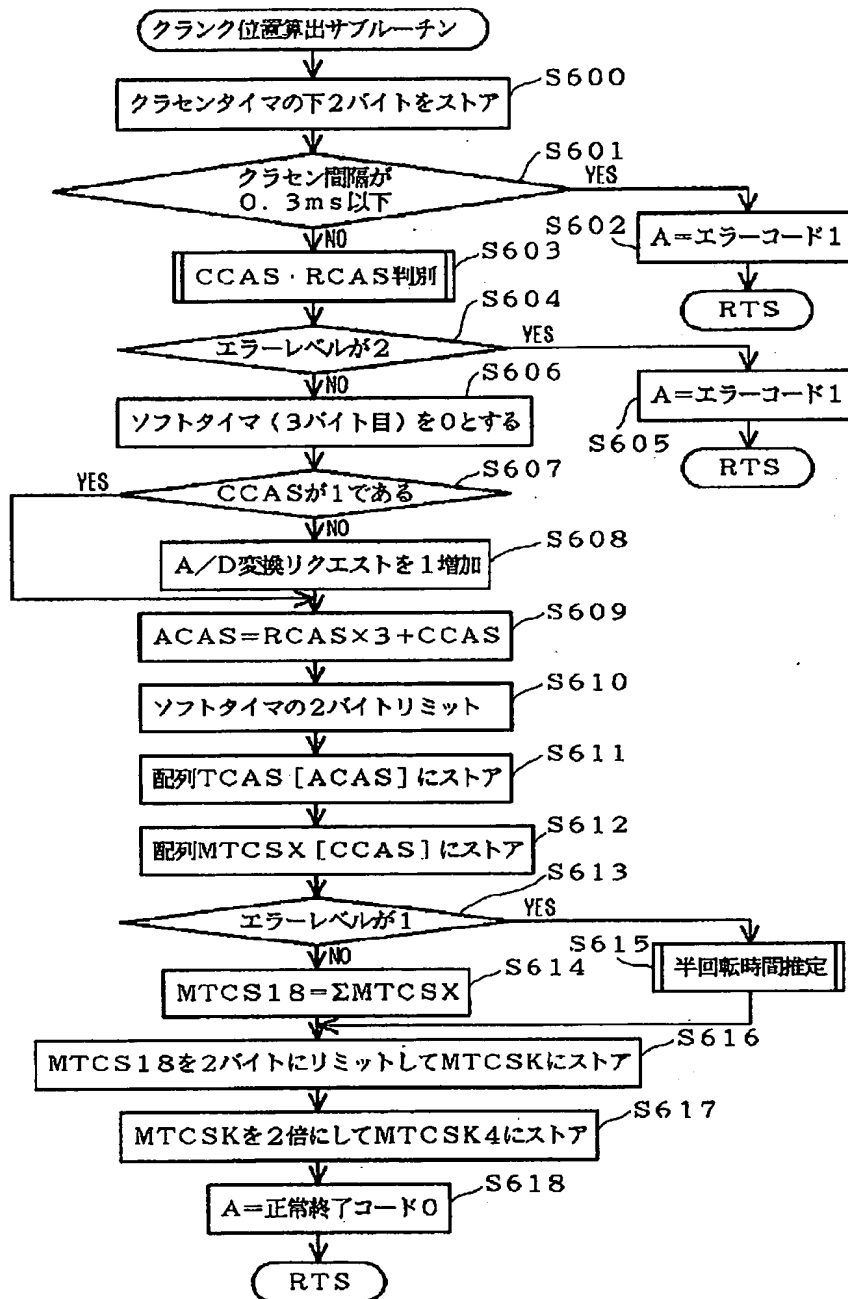 クランク位置算出サブルーチン
S600
クラセンタイマの下2バイトをストア
S601
クラセン間隔が
0.3ms以下
YES
NO
S602
A=エラーコード1
RTS
S603
CCAS・RCAS判別
S604
エラーレベルが2
YES
NO
A=エラーコード1
S605
RTS
S606
ソフトタイマ(3バイト目)を0とする
S607
CCASが1である
YES
NO
S608
A/D変換リクエストを1増加
S609
ACAS=RCAS×3+CCAS
S610
ソフトタイマの2バイトリミット
S611
配列TCAS[ACAS]にストア
S612
配列MTCSX[CCAS]にストア
S613
エラーレベルが1
YES
NO
S615
半回転時間推定
S614
MTCS18=ΣMTCSX
S616
MTCS18を2バイトにリミットしてMTCSKにストア
S617
MTCSKを2倍にしてMTCSK4にストア
S618
A=正常終了コード0
RTS